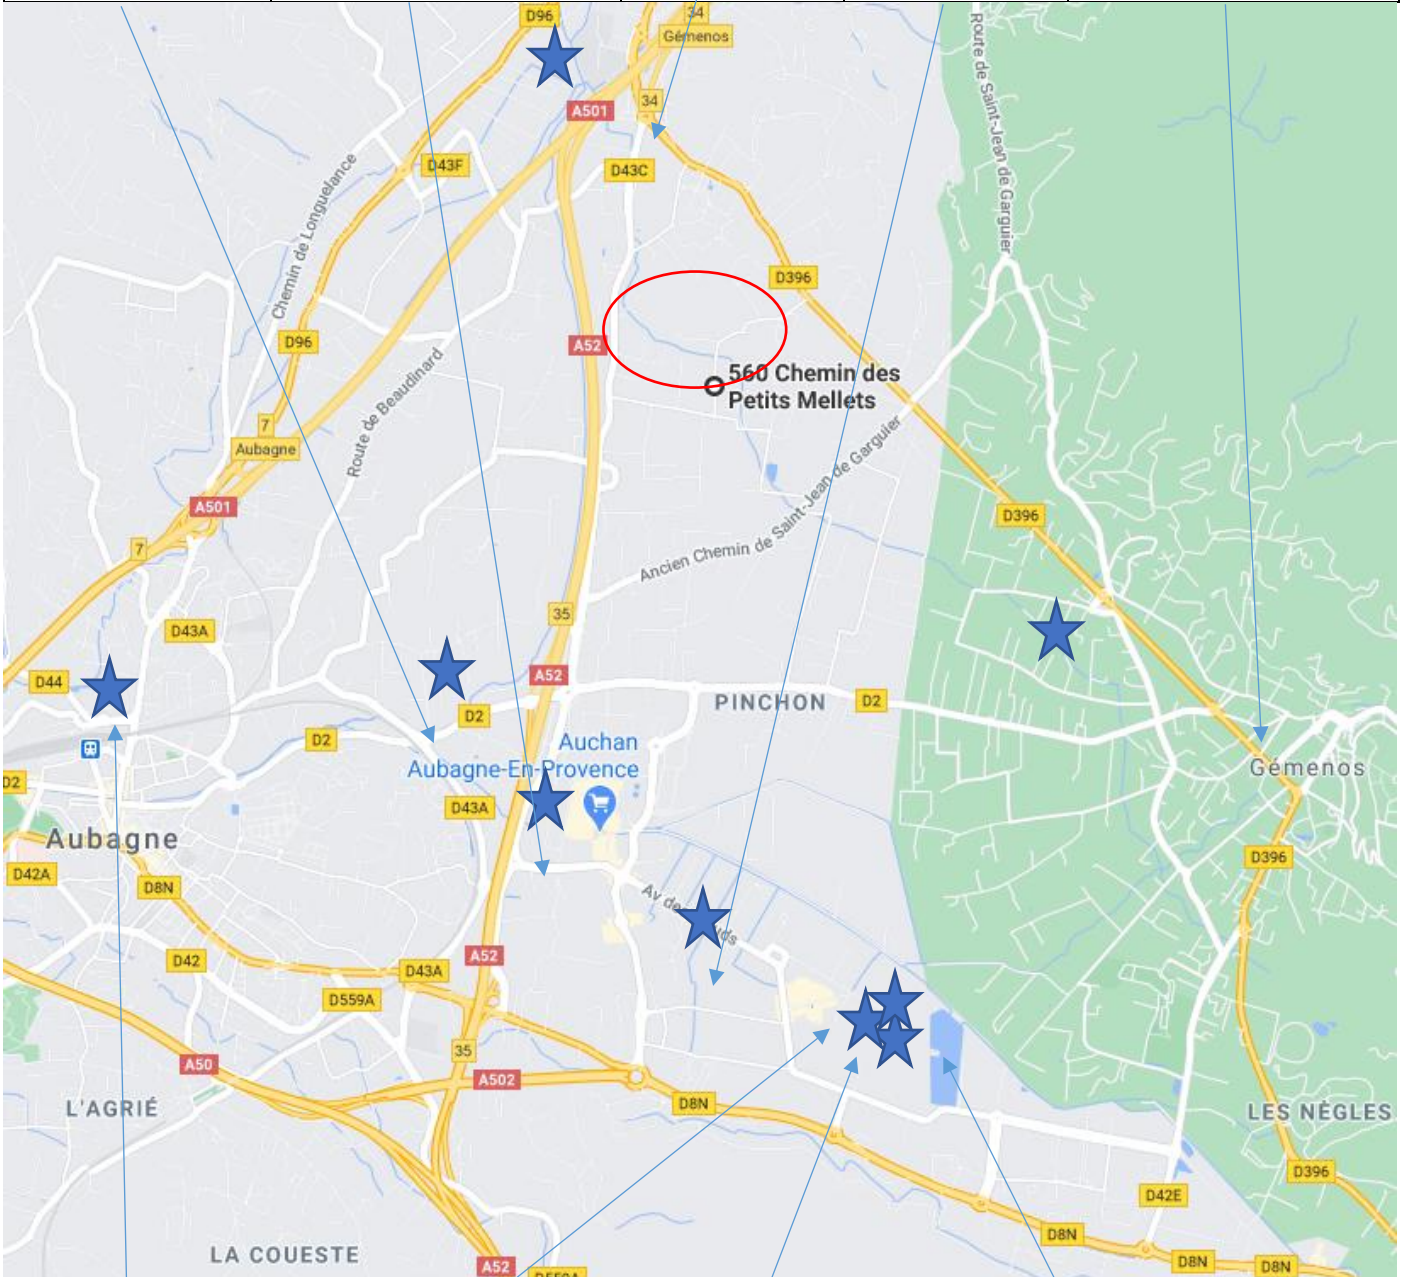 D96
34
Gémenos
A501
34
D43F
D43C
Route de Saint-Jean de Garguier
Chemin de Longuelance
D396
D96
A52
560 Chemin des
Petits Mellets
Route de Beaudinard
7
Aubagne
Ancien Chemin de Saint-Jean de Garguier
A501
D396
7
35
D43A
D44
A52
PINCHON
D2
D2
D2
Auchan
Aubagne-En-Provence
Gémenos
D2
D43A
Aubagne
D396
D42A
D8N
Av de
uds
D42
A52
D43A
D559A
35
A50
A502
L'AGRIÉ
D8N
LES NÈGLES
D396
D42E
LA COUESTE
D8N
A52
D8N
D8N